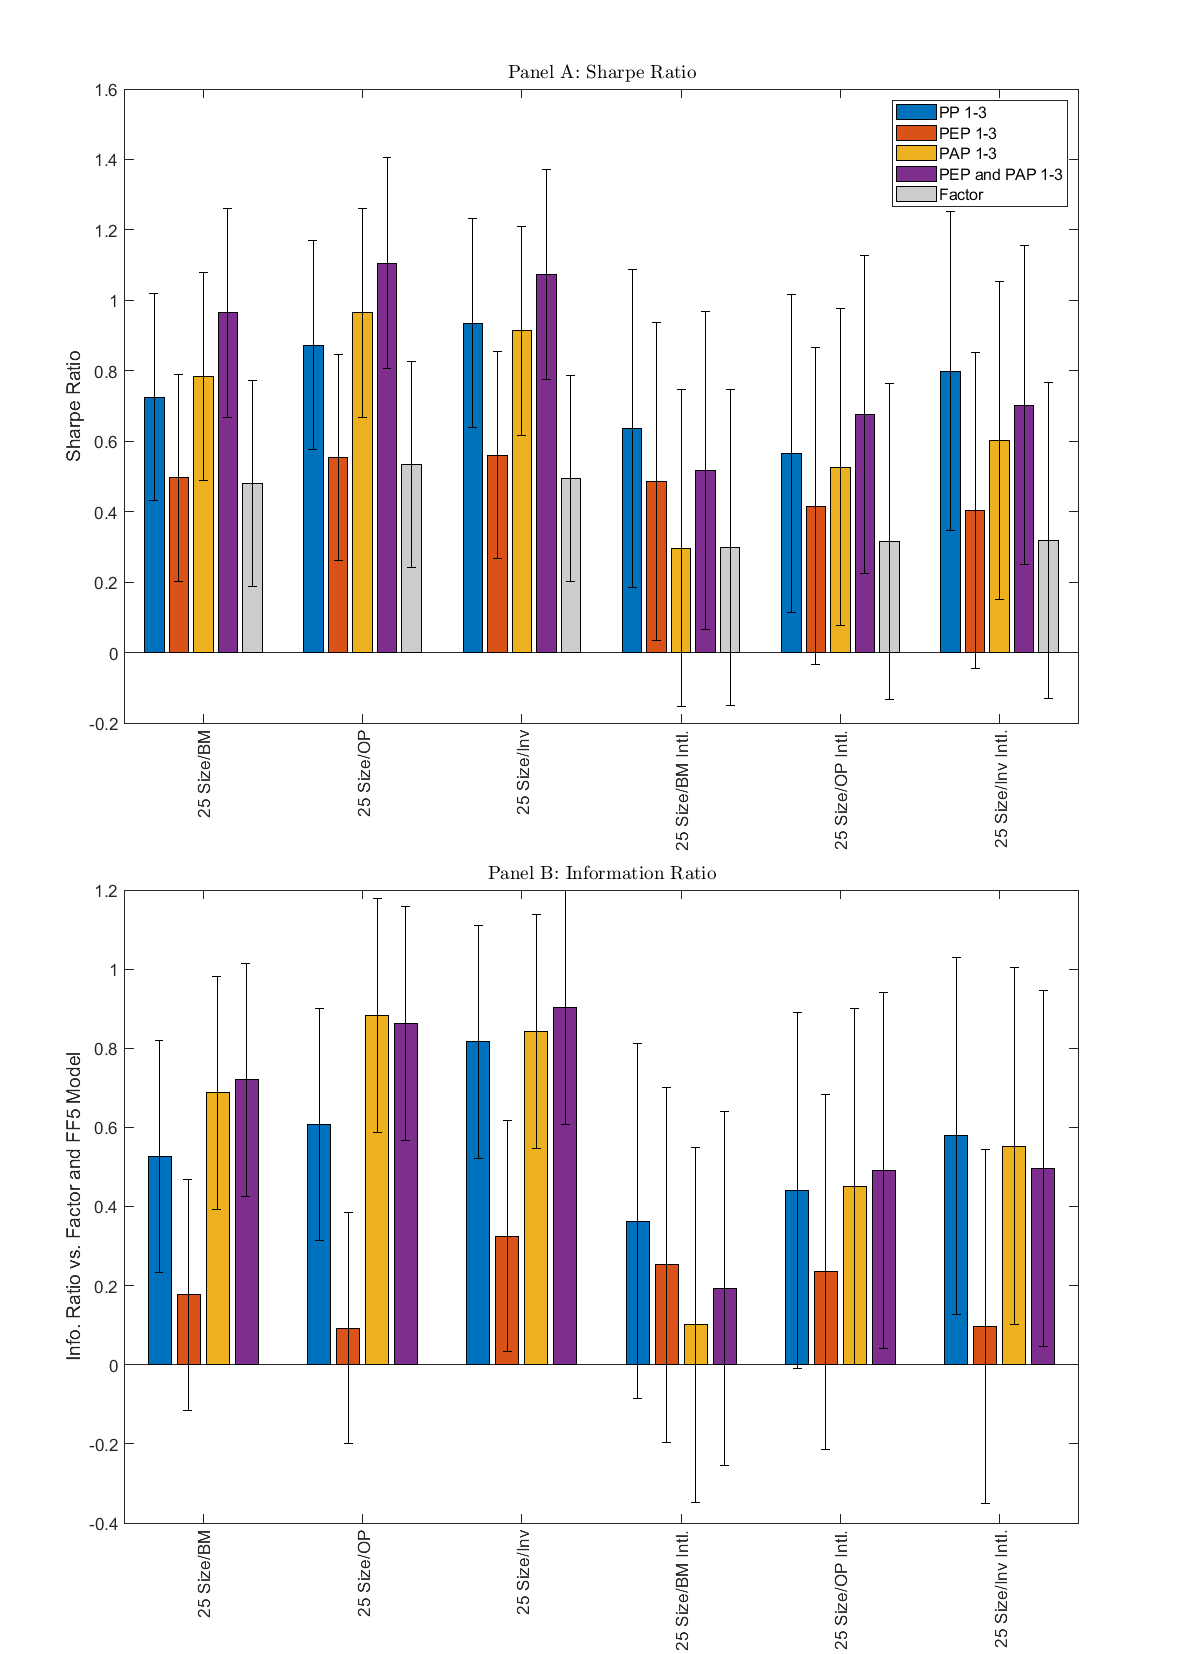 Panel A: Sharpe Ratio
1.6
1.4
1.2
1
0.8
0.6
0.4
0.2
0
-0.2
Sharpe Ratio
PP 1-3
PEP 1-3
PAP 1-3
PEP and PAP 1-3
Factor
25 Size/BM
25 Size/OP
25 Size/Inv
25 Size/BM Intl.
25 Size/OP Intl.
25 Size/Inv Intl.
Panel B: Information Ratio
1.2
1
0.8
0.6
0.4
0.2
0
-0.2
-0.4
Info. Ratio vs. Factor and FF5 Model
25 Size/BM
25 Size/OP
25 Size/Inv
25 Size/BM Intl.
25 Size/OP Intl.
25 Size/Inv Intl.